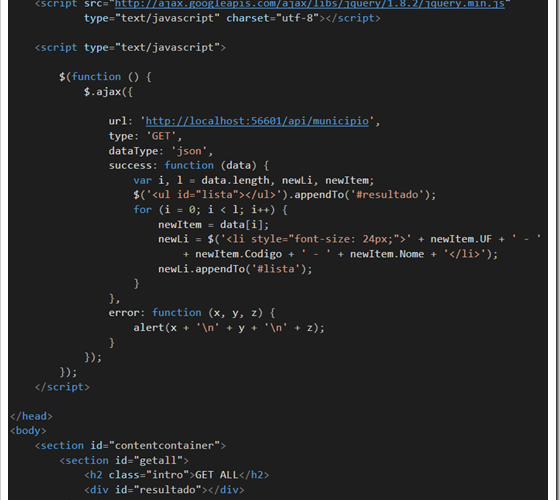 <script src="http://ajax.googleapis.com/ajax/libs/jquery/1.8.2/jquery.min.js"
type="text/javascript" charset="utf-8"></script>
<script type="text/javascript">
$(function () {
$.ajax({
url: 'http://localhost:56601/api/municipio',
type: 'GET',
dataType: 'json',
success: function (data) {
var i, l = data.length, newLi, newItem;
$('<ul id="lista"></ul>').appendTo('#resultado');
for (i = 0; i < l; i++) {
newItem = data[i];
newLi = $('<li style="font-size: 24px;">' + newItem.UF + ' - '
+ newItem.Codigo + ' - ' + newItem.Nome + '</li>');
newLi.appendTo('#lista');
}
},
error: function (x, y, z) {
alert(x + '\n' + y + '\n' + z);
}
});
});
</script>
</head>
<body>
<section id="contentcontainer">
<section id="getall">
<h2 class="intro">GET ALL</h2>
<div id="resultado"></div>